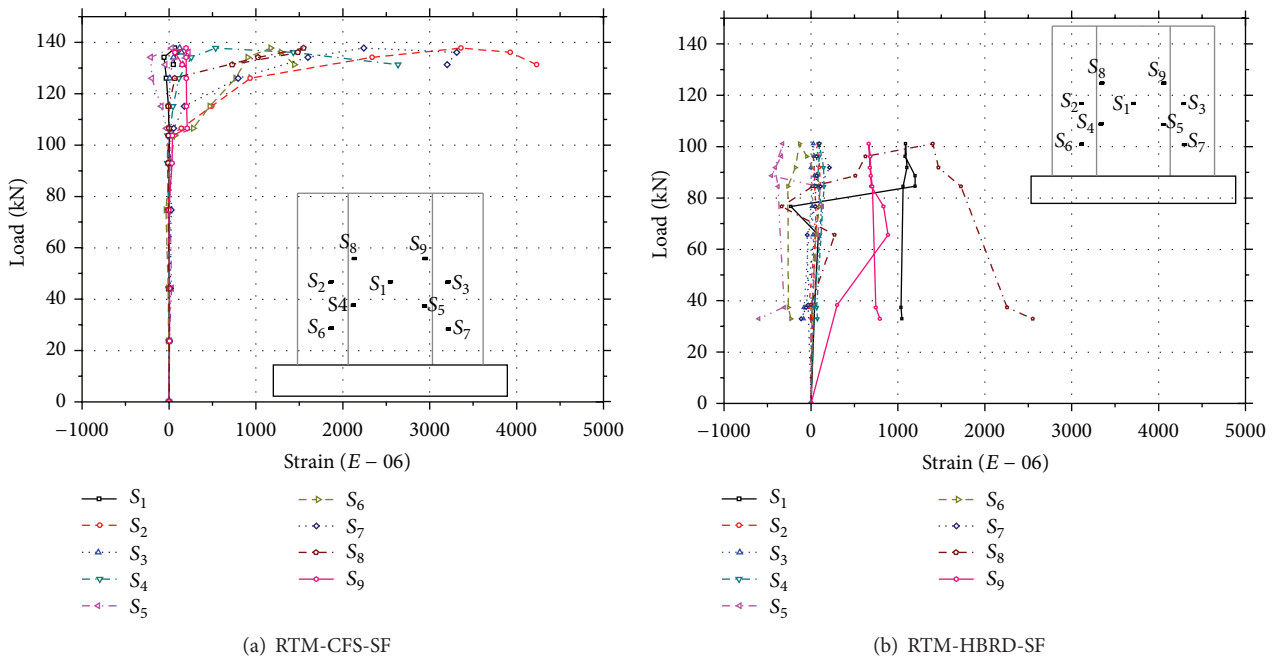 140
120
100
80
60
40
20
0
Load (kN)
−1000
0
1000
2000
3000
4000
5000
Strain (E − 06)
S8
S9
S2
S1
S3
S4
S5
S6
S7
S1
S2
S3
S4
S5
S6
S7
S8
S9
(a) RTM-CFS-SF
140
120
100
80
60
40
20
0
Load (kN)
−1000
0
1000
2000
3000
4000
5000
Strain (E − 06)
S8
S9
S2
S1
S3
S4
S5
S6
S7
S1
S2
S3
S4
S5
S6
S7
S8
S9
(b) RTM-HBRD-SF